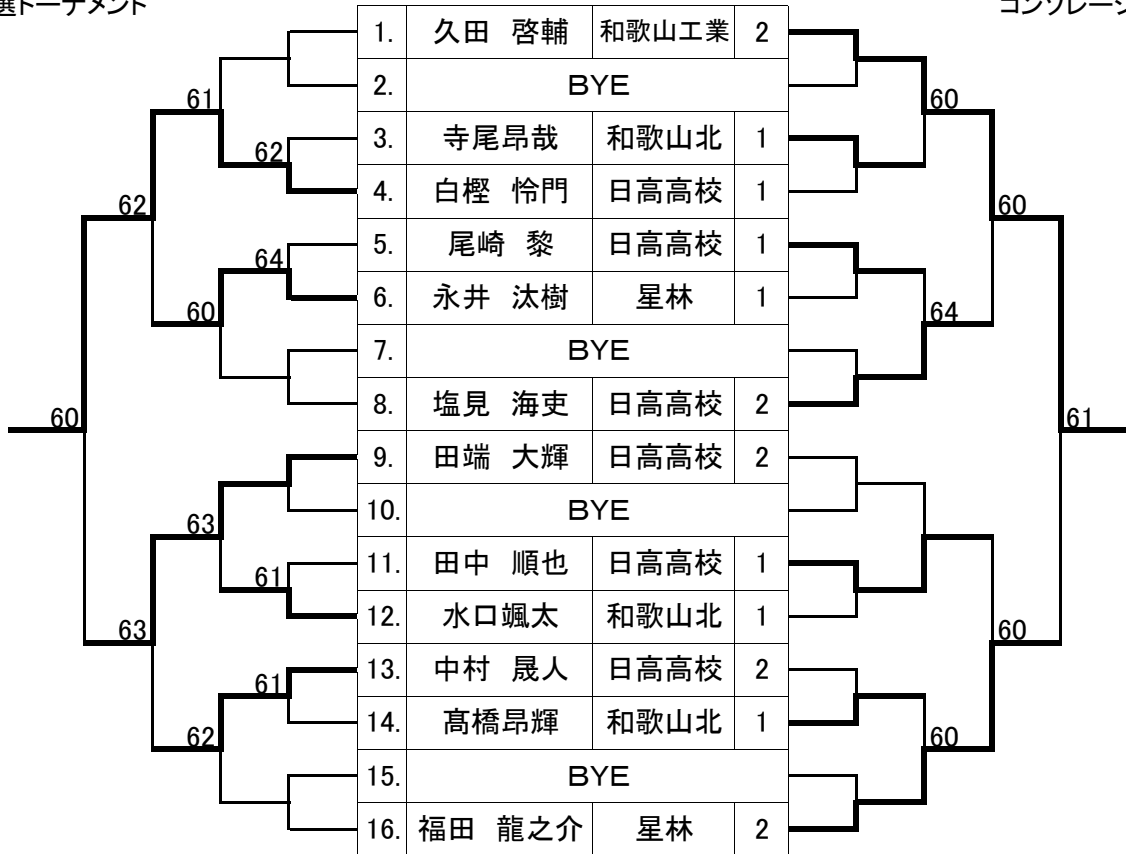 選トーナメント
コンソレーシ
1. 久田 啓輔 和歌山工業 2
2. BYE
61 60
3. 寺尾昂哉 和歌山北 1
62
4. 白樫 怜門 日高高校 1
62 60
5. 尾崎 黎 日高高校 1
64
6. 永井 汰樹 星林 1
60 64
7. BYE
8. 塩見 海吏 日高高校 2
60 61
9. 田端 大輝 日高高校 2
10. BYE
63
11. 田中 順也 日高高校 1
61
12. 水口颯太 和歌山北 1
63 60
13. 中村 晟人 日高高校 2
61
14. 髙橋昂輝 和歌山北 1
62 60
15. BYE
16. 福田 龍之介 星林 2